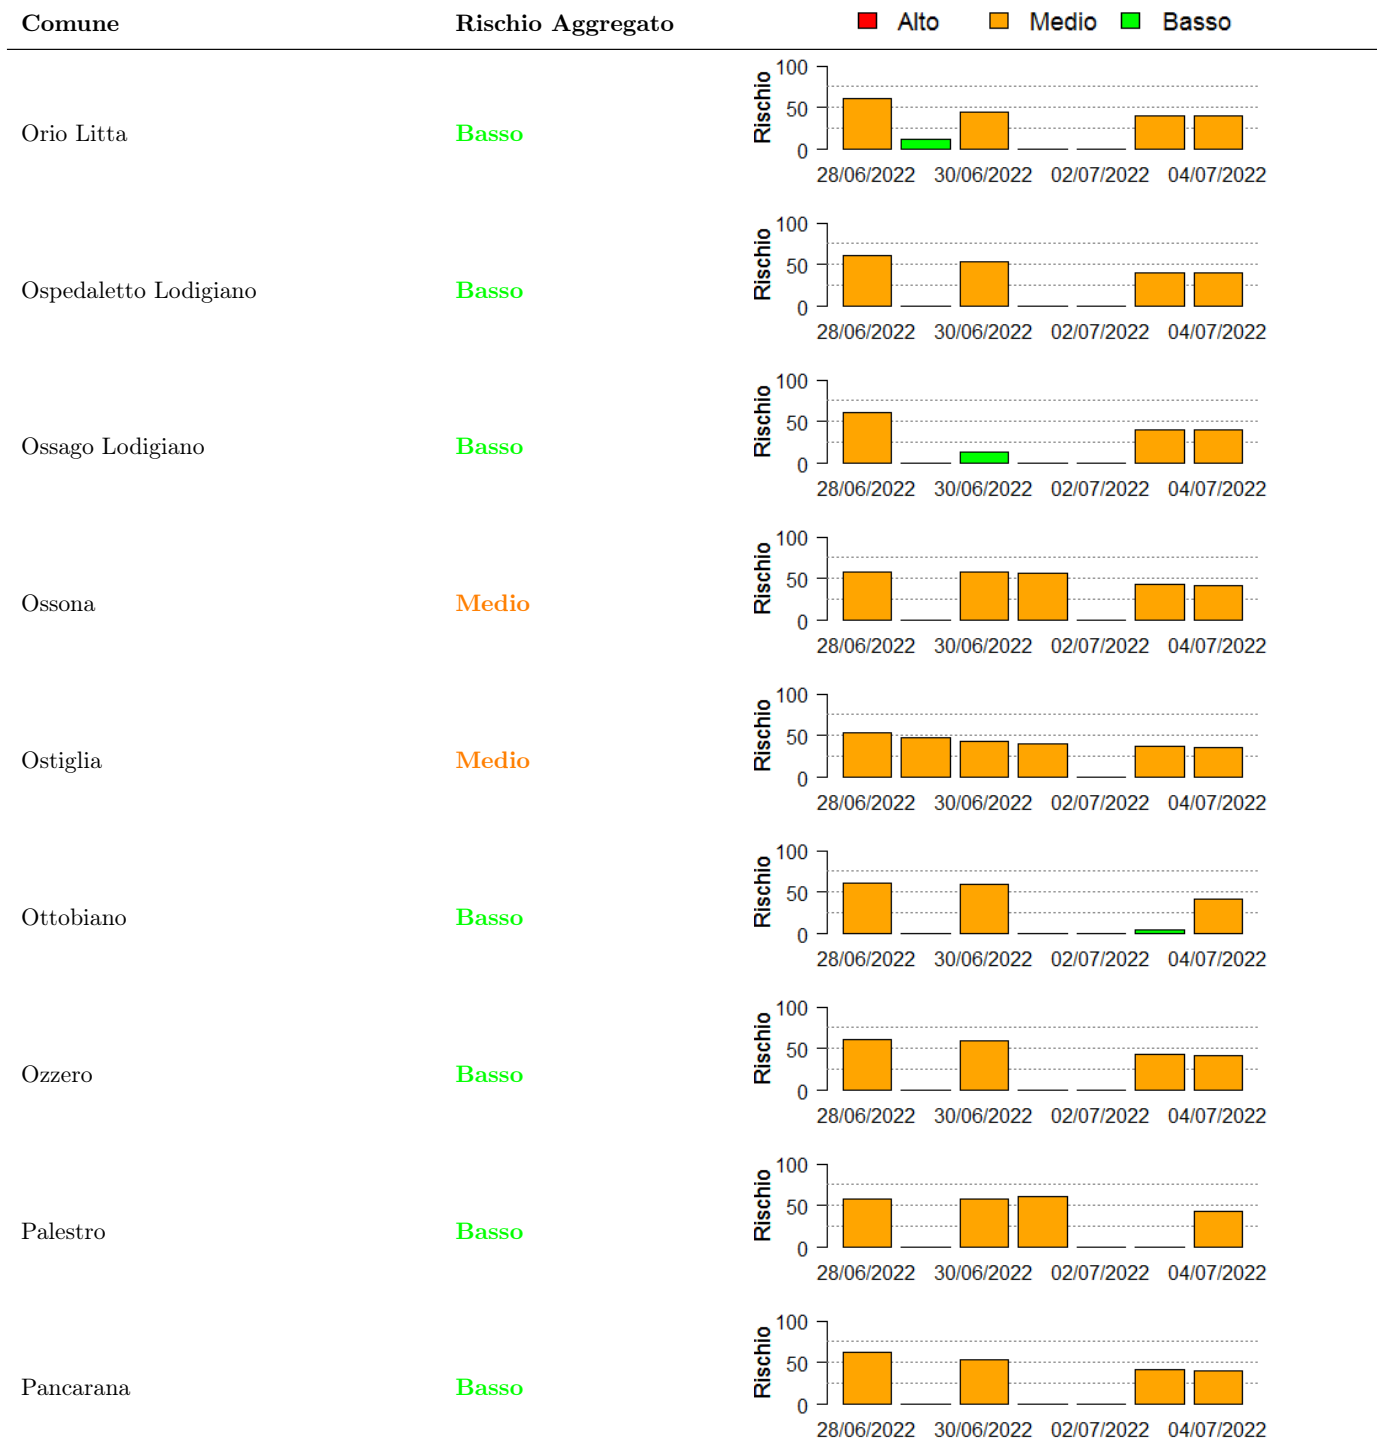 Comune Rischio Aggregato Alto Medio Basso
Orio Litta Basso Rischio 100 50 0
28/06/2022 30/06/2022 02/07/2022 04/07/2022
Ospedaletto Lodigiano Basso Rischio 100 50 0
28/06/2022 30/06/2022 02/07/2022 04/07/2022
Ossago Lodigiano Basso Rischio 100 50 0
28/06/2022 30/06/2022 02/07/2022 04/07/2022
Ossona Medio Rischio 100 50 0
28/06/2022 30/06/2022 02/07/2022 04/07/2022
Ostiglia Medio Rischio 100 50 0
28/06/2022 30/06/2022 02/07/2022 04/07/2022
Ottobiano Basso Rischio 100 50 0
28/06/2022 30/06/2022 02/07/2022 04/07/2022
Ozzero Basso Rischio 100 50 0
28/06/2022 30/06/2022 02/07/2022 04/07/2022
Palestro Basso Rischio 100 50 0
28/06/2022 30/06/2022 02/07/2022 04/07/2022
Pancarana Basso Rischio 100 50 0
28/06/2022 30/06/2022 02/07/2022 04/07/2022